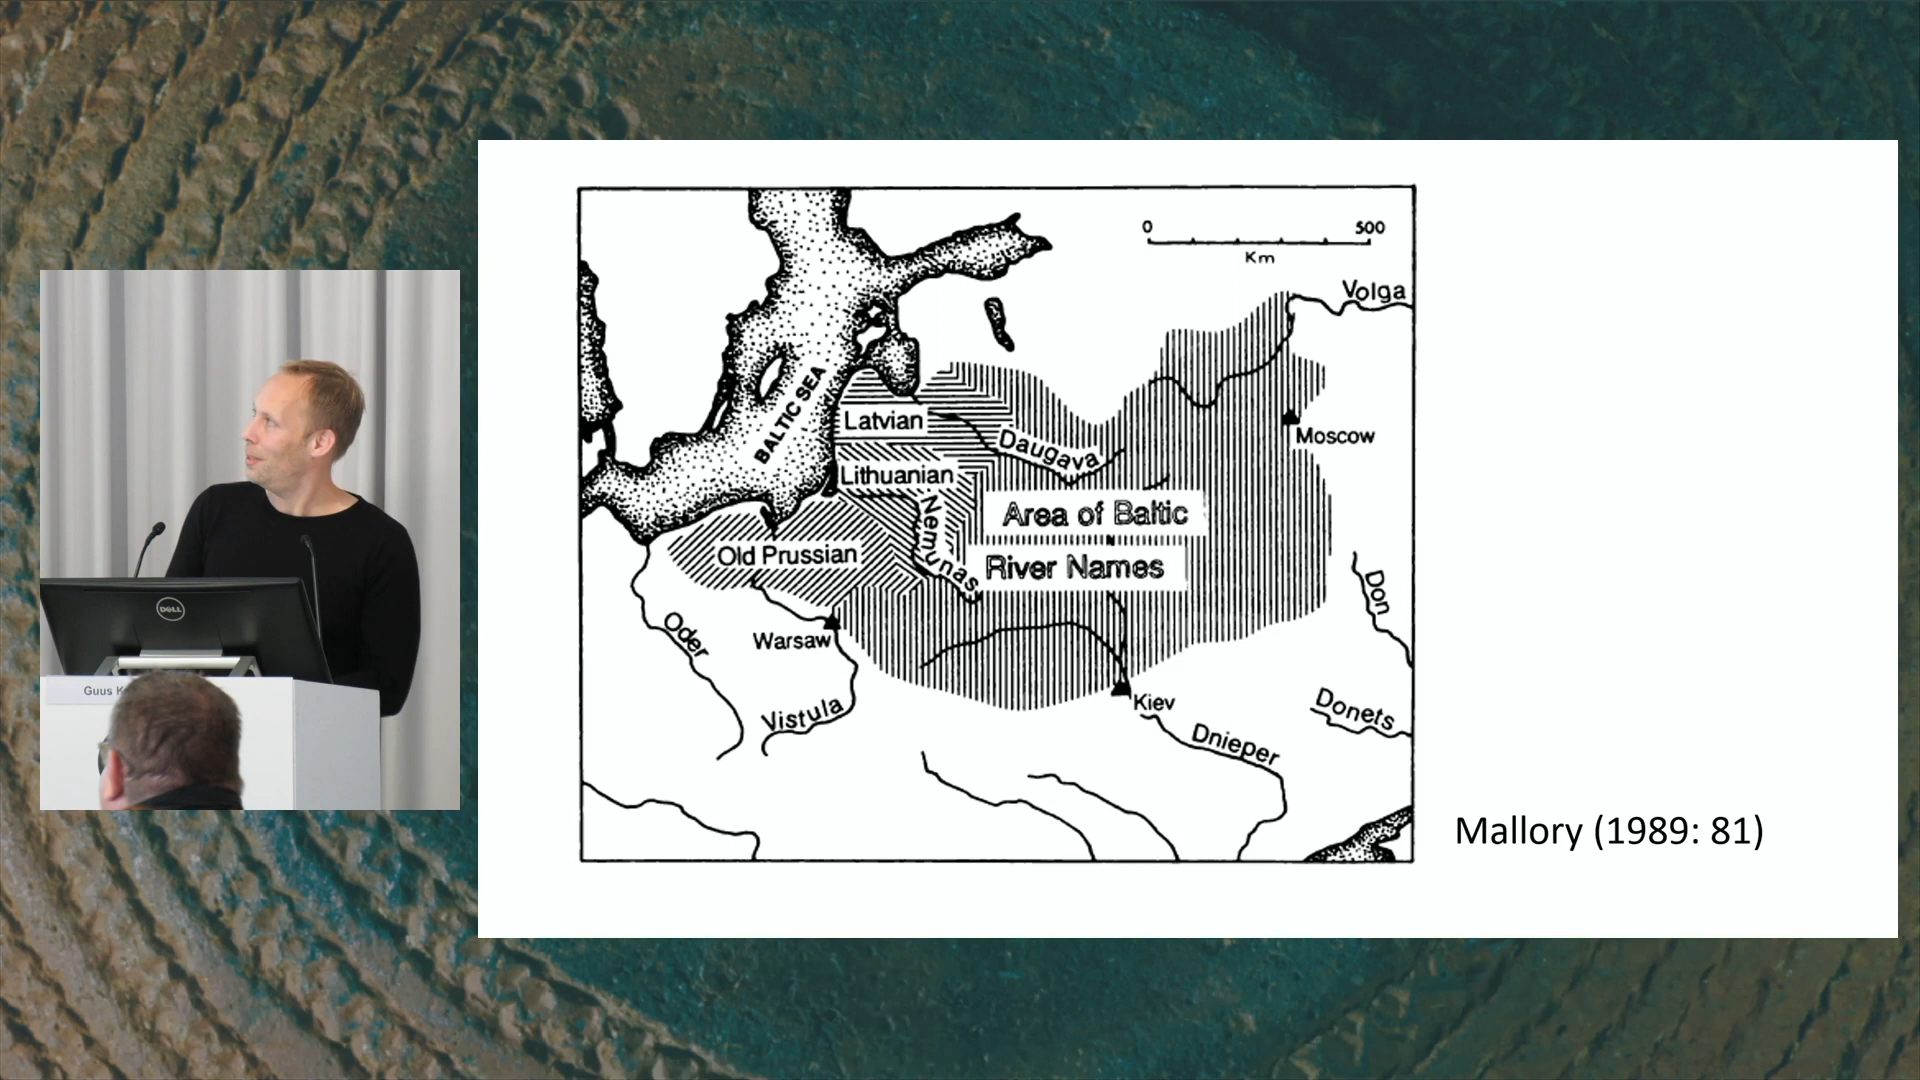 0 500
Km
Volga
BALTIC SEA
Moscow
Latvian
Daugava
Lithuanian
Nemunas
Area of Baltic
River Names
Old Prussian
Don
Oder
Warsaw
Vistula
Kiev
Donets
Dnieper
Mallory (1989: 81)
DELL
Guus